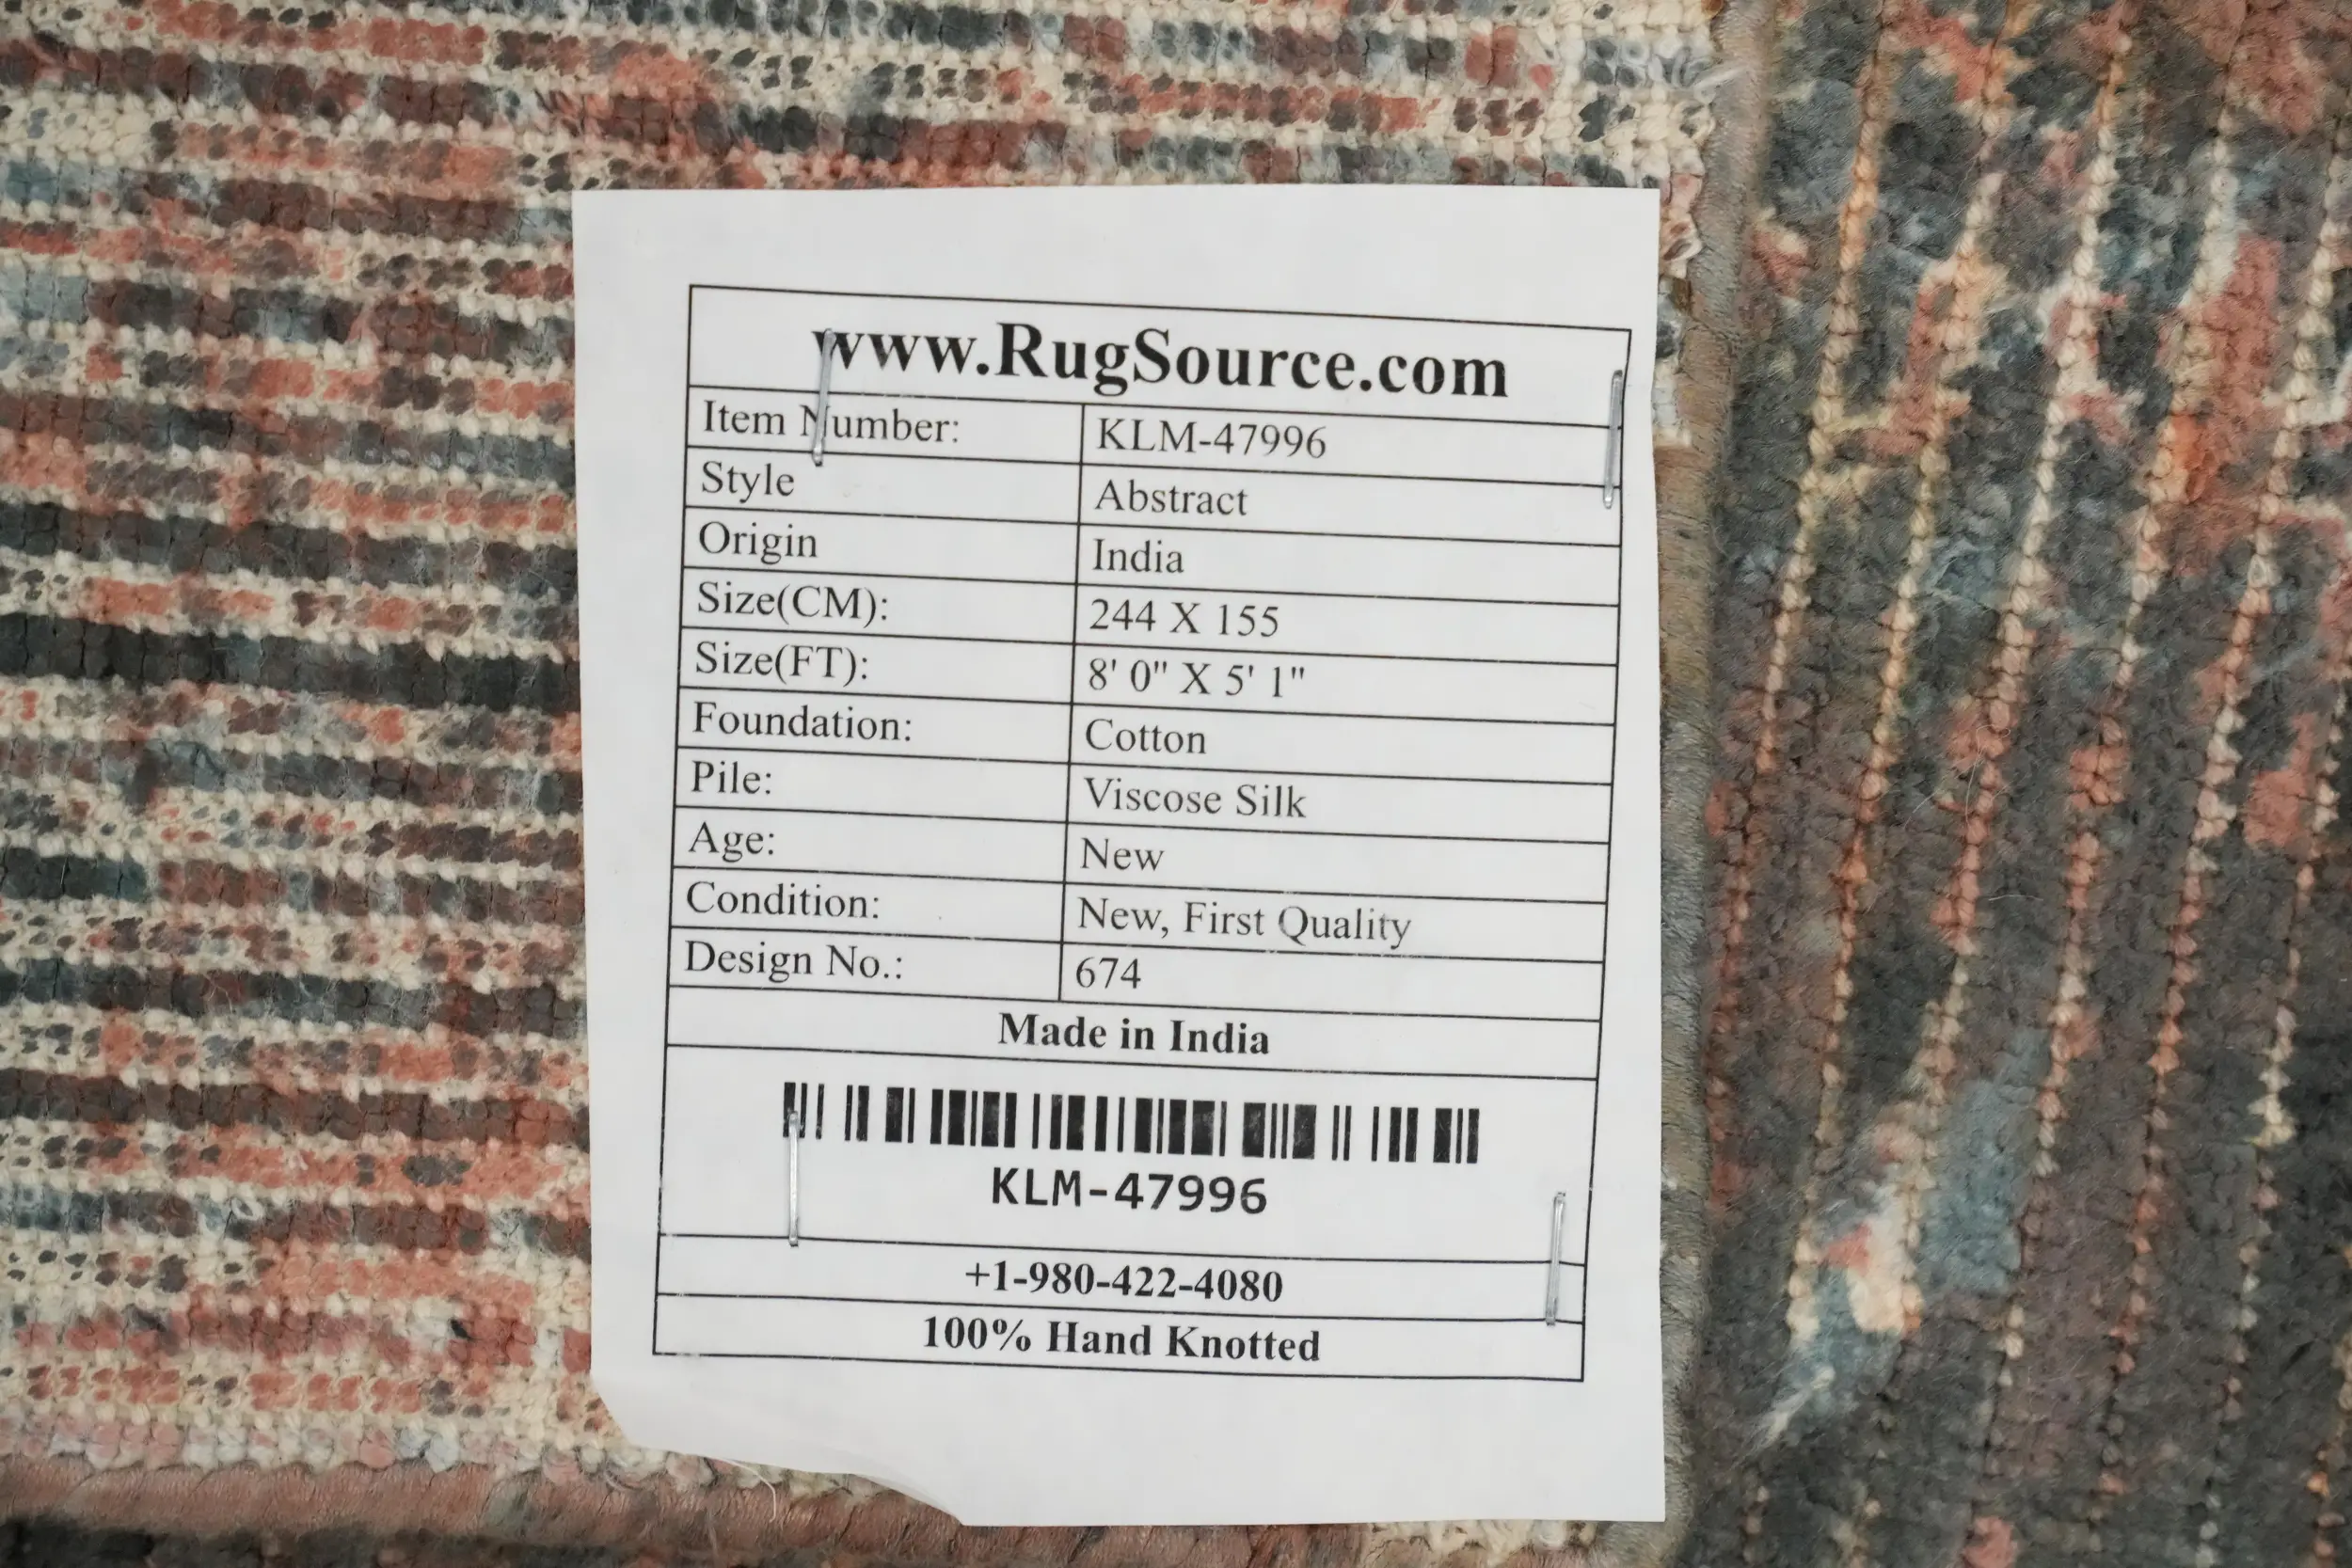 www.RugSource.com
Item Number: KLM-47996
Style Abstract
Origin India
Size(CM): 244 X 155
Size(FT): 8' 0" X 5' 1"
Foundation: Cotton
Pile: Viscose Silk
Age: New
Condition: New, First Quality
Design No.: 674
Made in India
KLM-47996
+1-980-422-4080
100% Hand Knotted